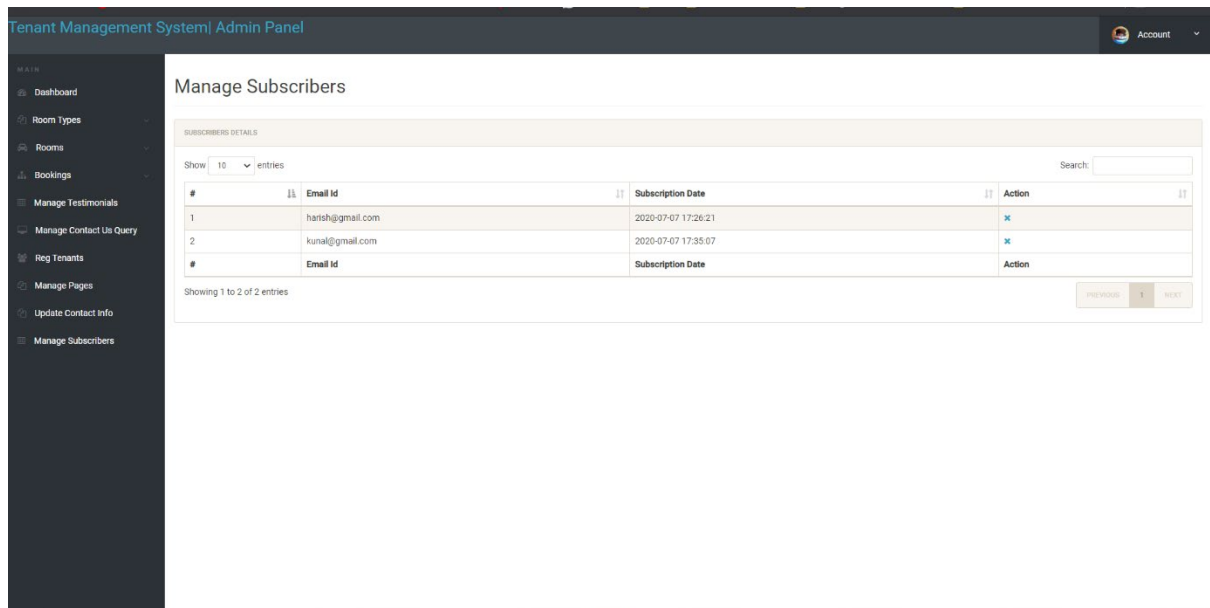 Tenant Management System| Admin Panel
Account
MAIN
Dashboard
Room Types
Rooms
Bookings
Manage Testimonials
Manage Contact Us Query
Reg Tenants
Manage Pages
Update Contact Info
Manage Subscribers
Manage Subscribers
SUBSCRIBERS DETAILS
Show 10 entries Search:
# Email Id Subscription Date Action
1 harish@gmail.com 2020-07-07 17:26:21
2 kunal@gmail.com 2020-07-07 17:35:07
# Email Id Subscription Date Action
Showing 1 to 2 of 2 entries PREVIOUS 1 NEXT